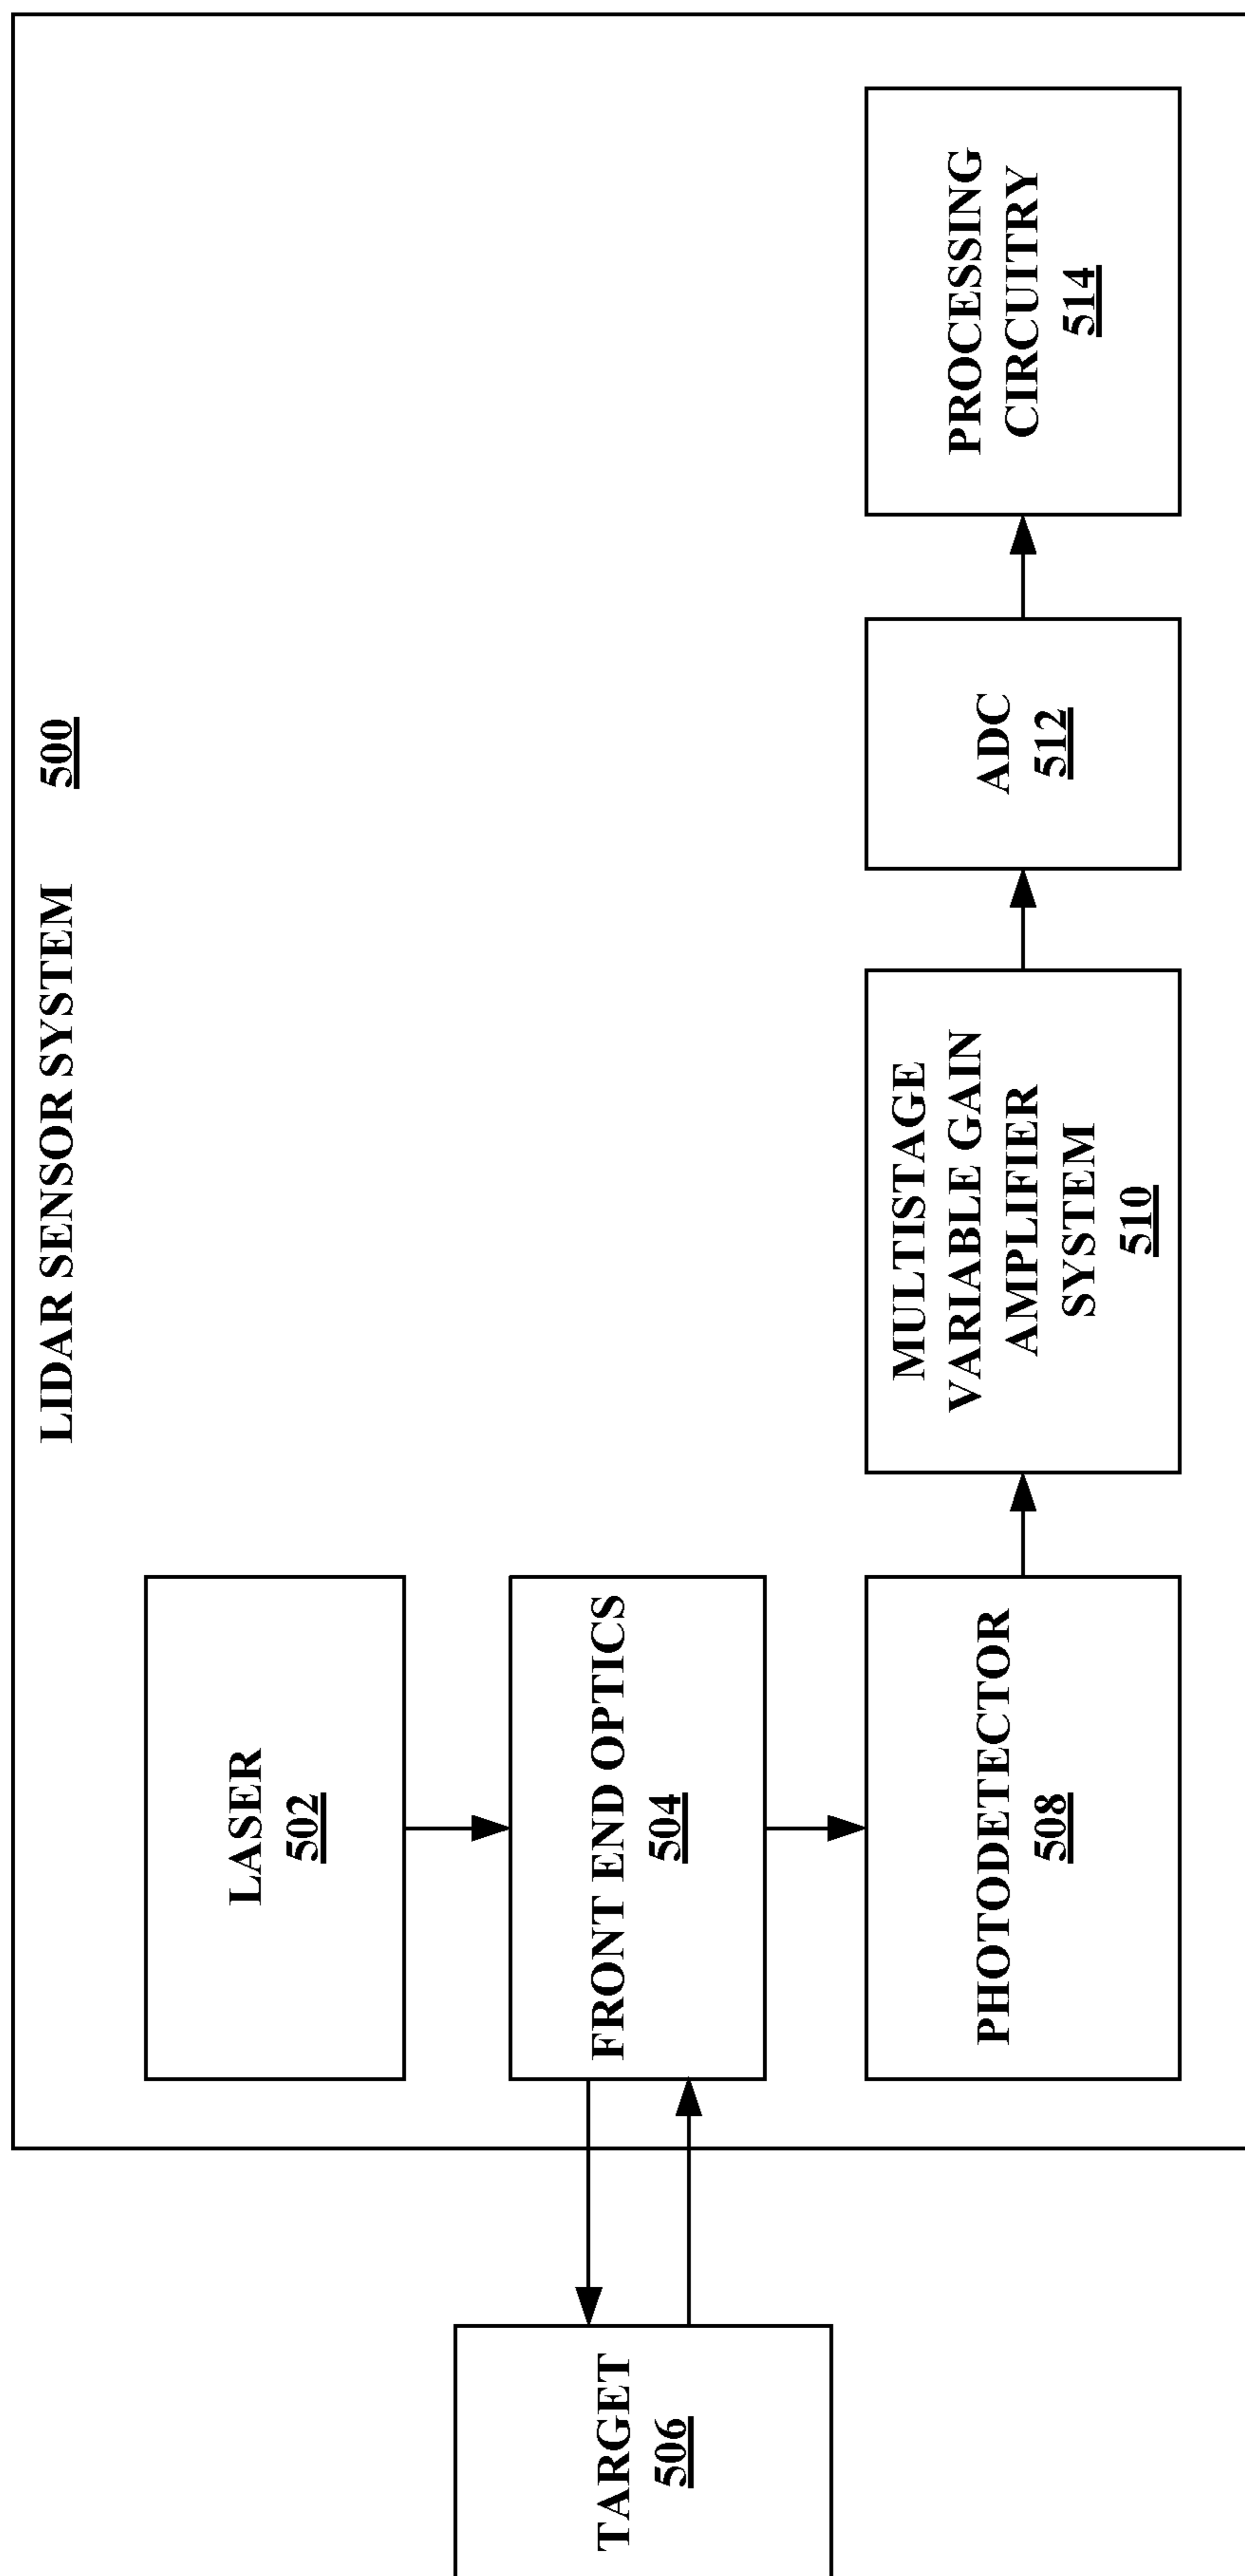 LIDAR SENSOR SYSTEM 500
LASER
502
FRONT END OPTICS
504
TARGET
506
PHOTODETECTOR
508
MULTISTAGE
VARIABLE GAIN
AMPLIFIER
SYSTEM
510
ADC
512
PROCESSING
CIRCUITRY
514